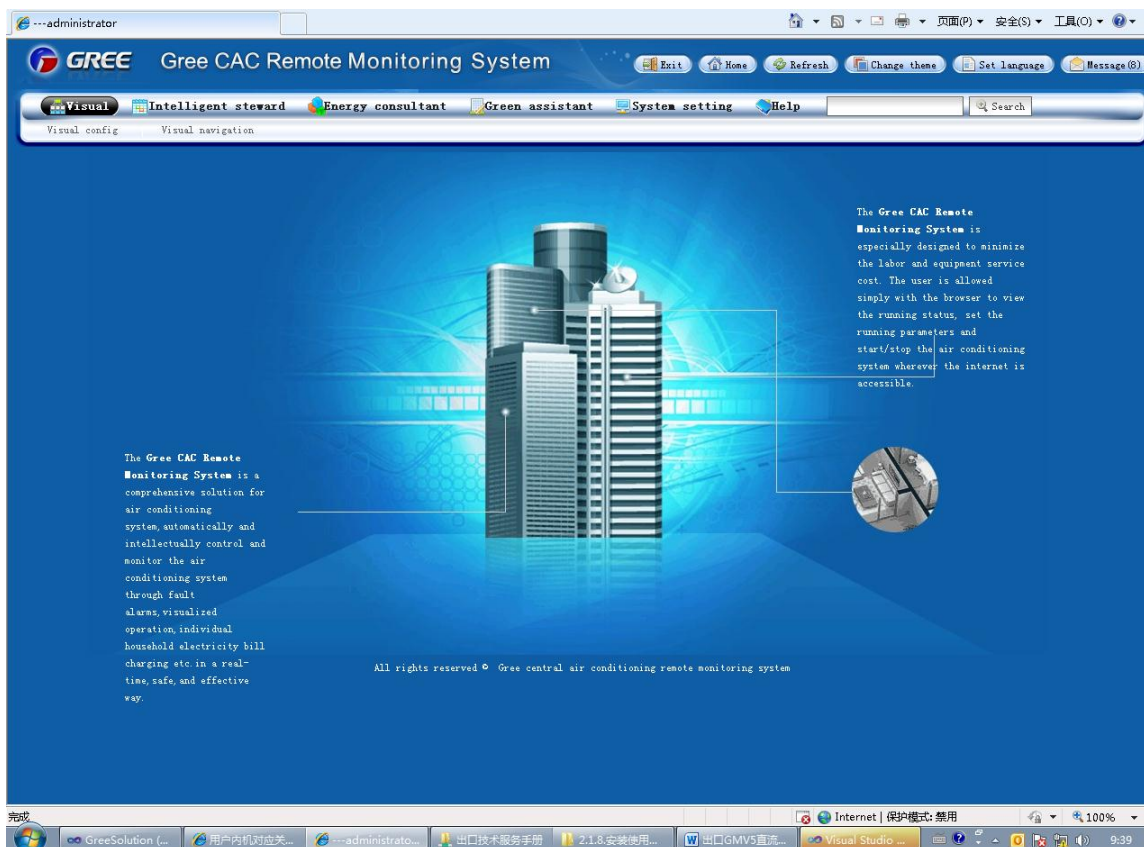 ---administrator
页面(P) 安全(S) 工具(O)
GREE Gree CAC Remote Monitoring System
Exit Home Refresh Change theme Set language Message(8)
Visual Intelligent steward Energy consultant Green assistant System setting Help Search
Visual config Visual navigation
The Gree CAC Remote
Monitoring System is
especially designed to minimize
the labor and equipment service
cost. The user is allowed
simply with the browser to view
the running status, set the
running parameters and
start/stop the air conditioning
system wherever the internet is
accessible.
The Gree CAC Remote
Monitoring System is a
comprehensive solution for
air conditioning
system,automatically and
intellectually control and
monitor the air
conditioning system
through fault
alarms,visualized
operation,individual
household electricity bill
charging etc.in a real-
time,safe,and effective
way.
All rights reserved © Gree central air conditioning remote monitoring system
完成 Internet | 保护模式: 禁用 100%
GreeSolution (... 用户内机对应关... ---administrato... 出口技术服务手册 2.1.8.安装使用... 出口GMV5直流... Visual Studio ... 9:39